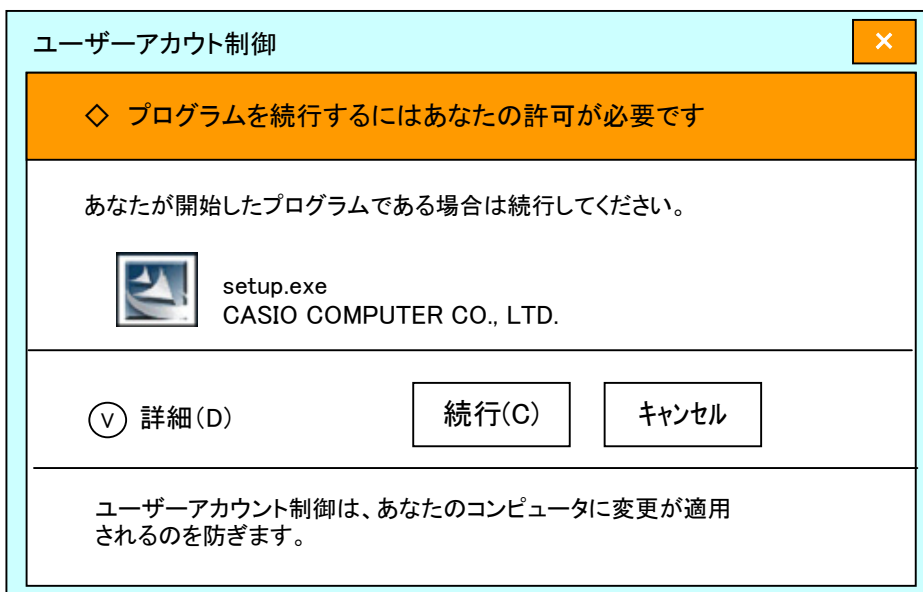 ユーザーアカウト制御
×
◇ プログラムを続行するにはあなたの許可が必要です
あなたが開始したプログラムである場合は続行してください。
setup.exe
CASIO COMPUTER CO., LTD.
V 詳細(D) 続行(C) キャンセル
ユーザーアカウント制御は、あなたのコンピュータに変更が適用
されるのを防ぎます。